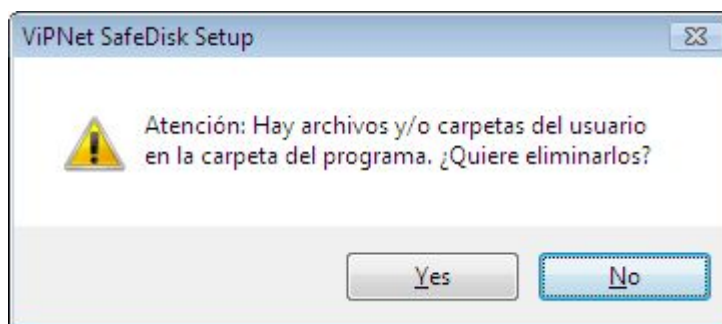 ViPNet SafeDisk Setup
Atención: Hay archivos y/o carpetas del usuario
en la carpeta del programa. ¿Quiere eliminarlos?
Yes
No